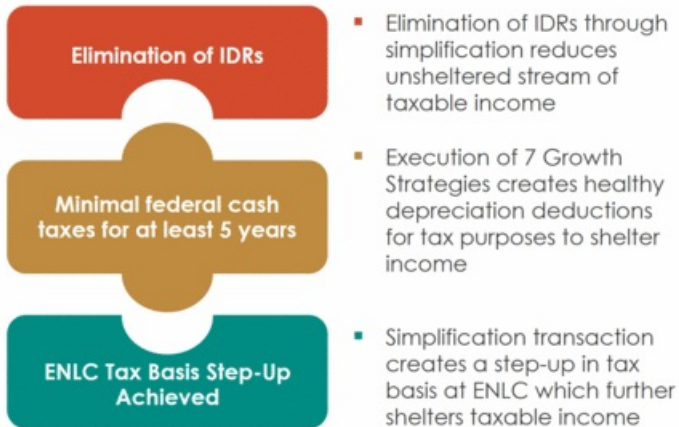 Elimination of IDRs
▪ Elimination of IDRs through
simplification reduces
unsheltered stream of
taxable income
Minimal federal cash
taxes for at least 5 years
▪ Execution of 7 Growth
Strategies creates healthy
depreciation deductions
for tax purposes to shelter
income
ENLC Tax Basis Step-Up
Achieved
▪ Simplification transaction
creates a step-up in tax
basis at ENLC which further
shelters taxable income